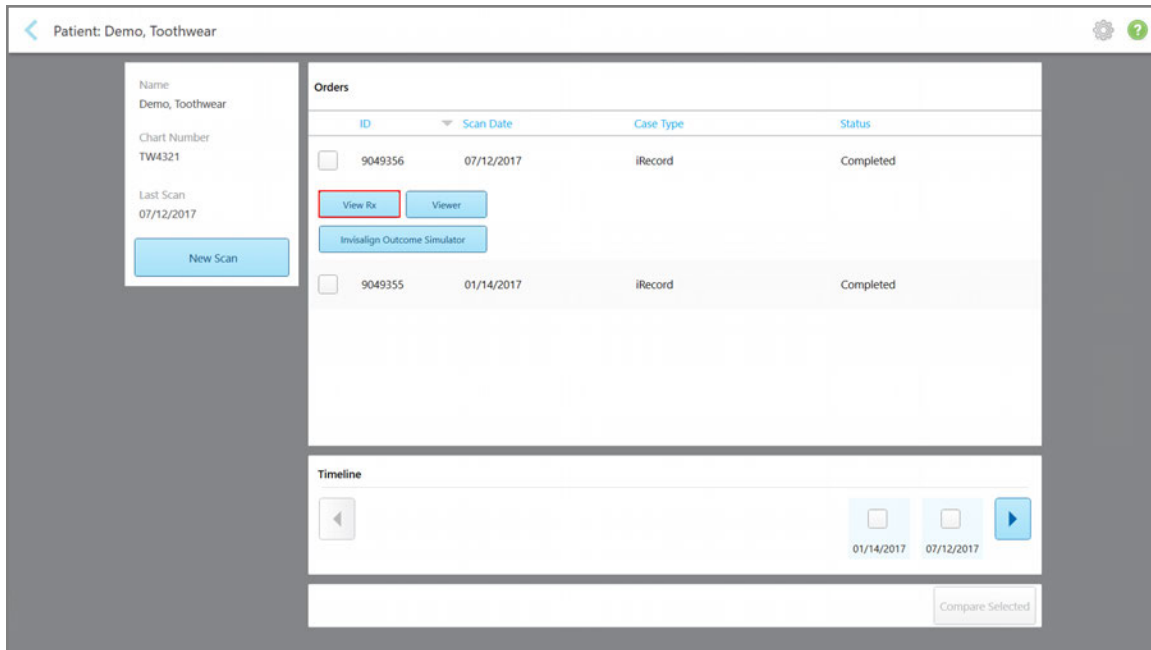 Patient: Demo, Toothwear
?
Name
Demo, Toothwear
Chart Number
TW4321
Last Scan
07/12/2017
New Scan
Orders
ID Scan Date Case Type Status
9049356 07/12/2017 iRecord Completed
View Rx Viewer
Invisalign Outcome Simulator
9049355 01/14/2017 iRecord Completed
Timeline
01/14/2017 07/12/2017
Compare Selected